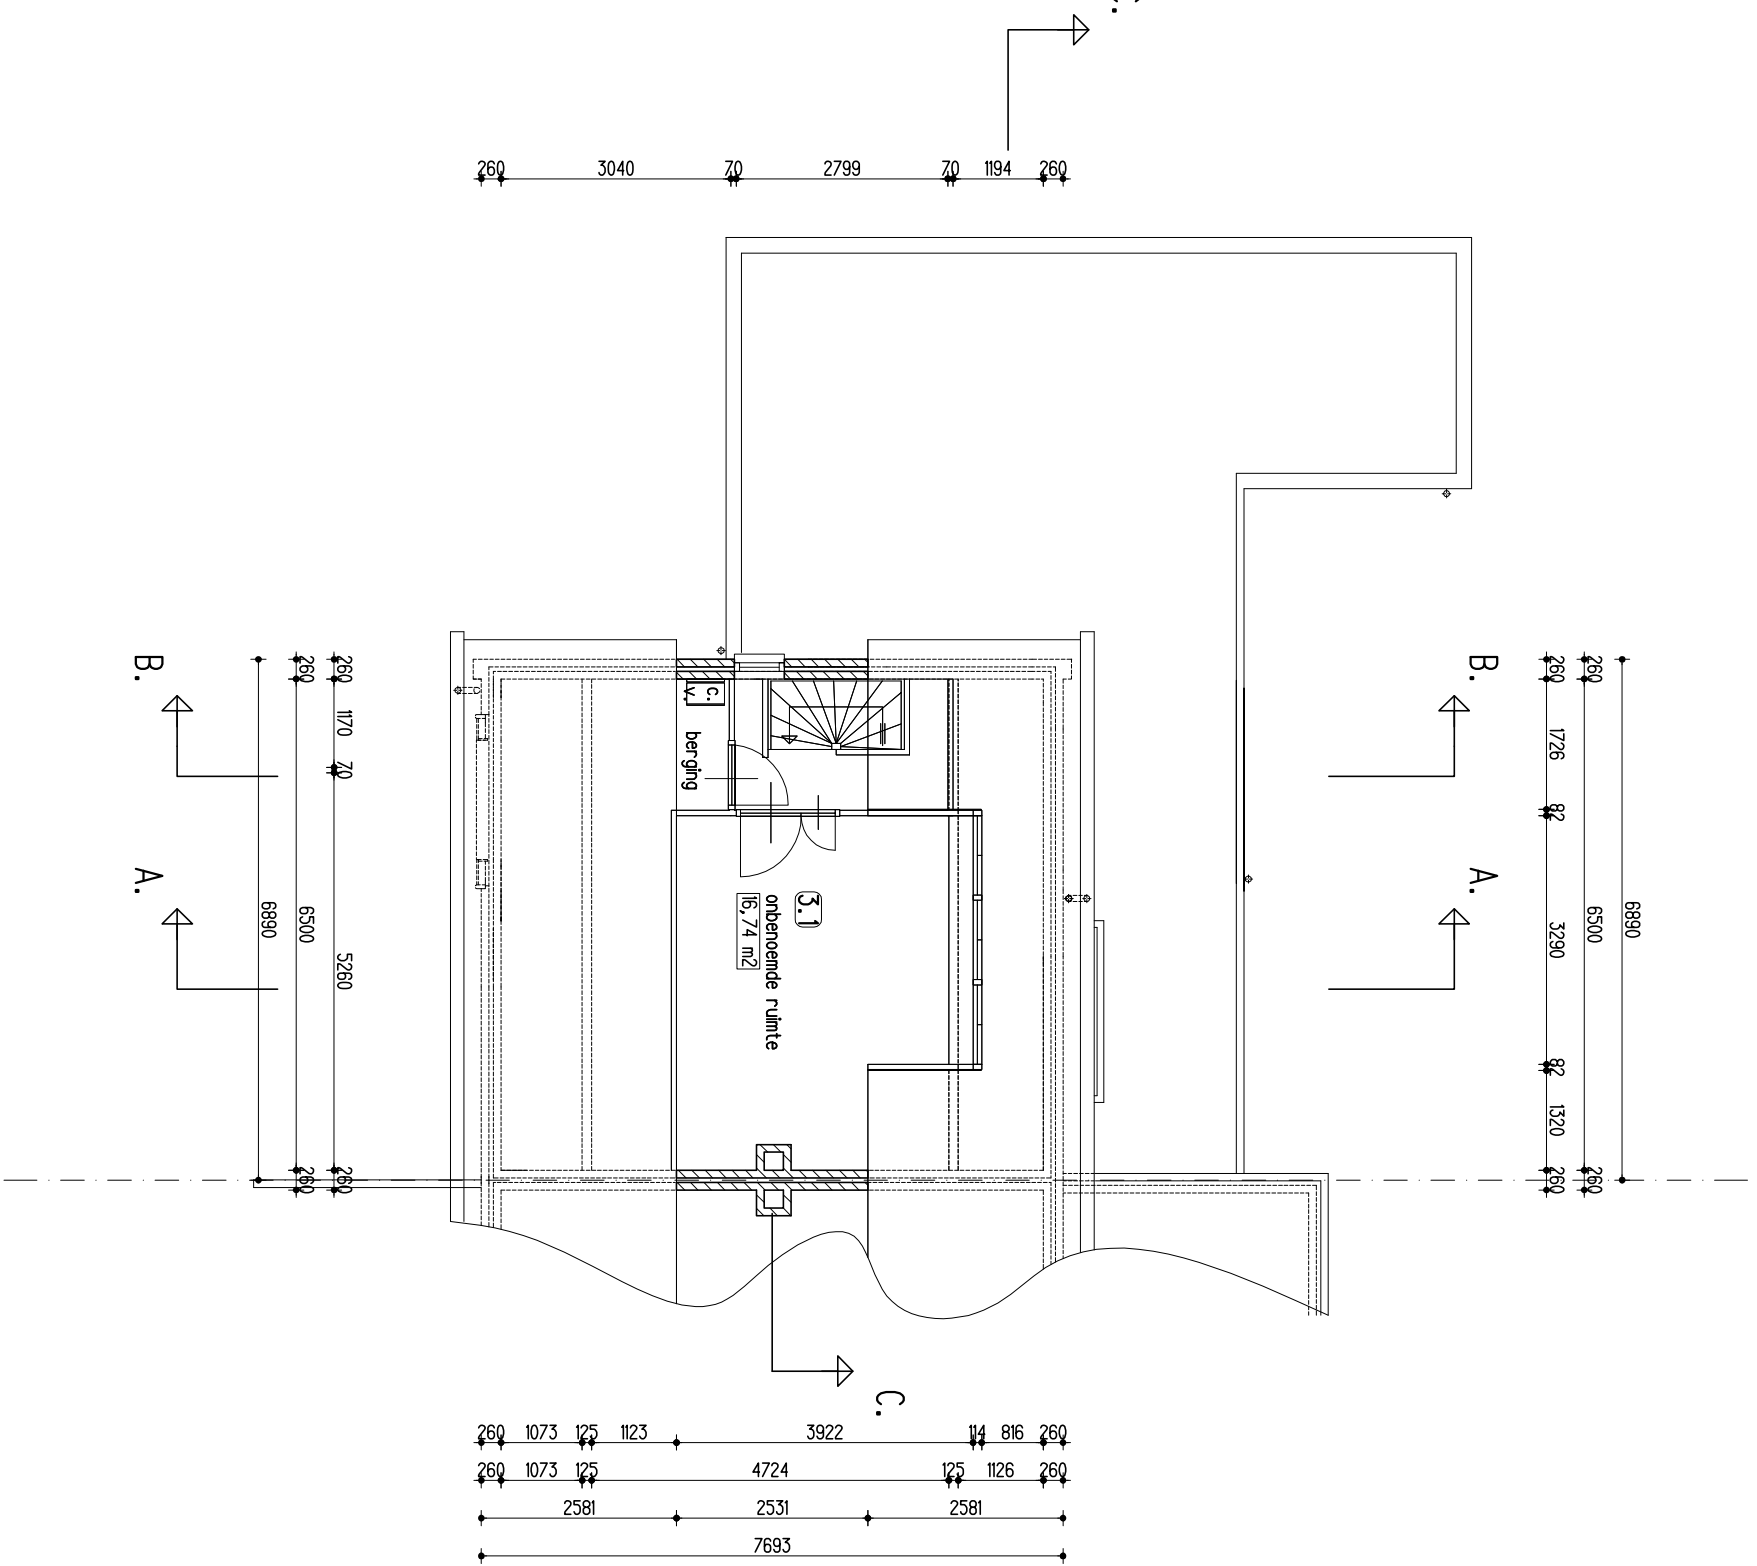 260 3040 70 2799 70 1194 260
B.
A.
260 1170 70 5260 260
260 6500 260
6890
B.
A.
260 1726 82 3290 82 1320 260
260 6500 260
6890
c.
v.
berging
3.1
onbenoemde ruimte
16,74 m2
C.
260 1073 125 1123 3922 114 816 260
260 1073 125 4724 125 1126 260
2581 2531 2581
7693